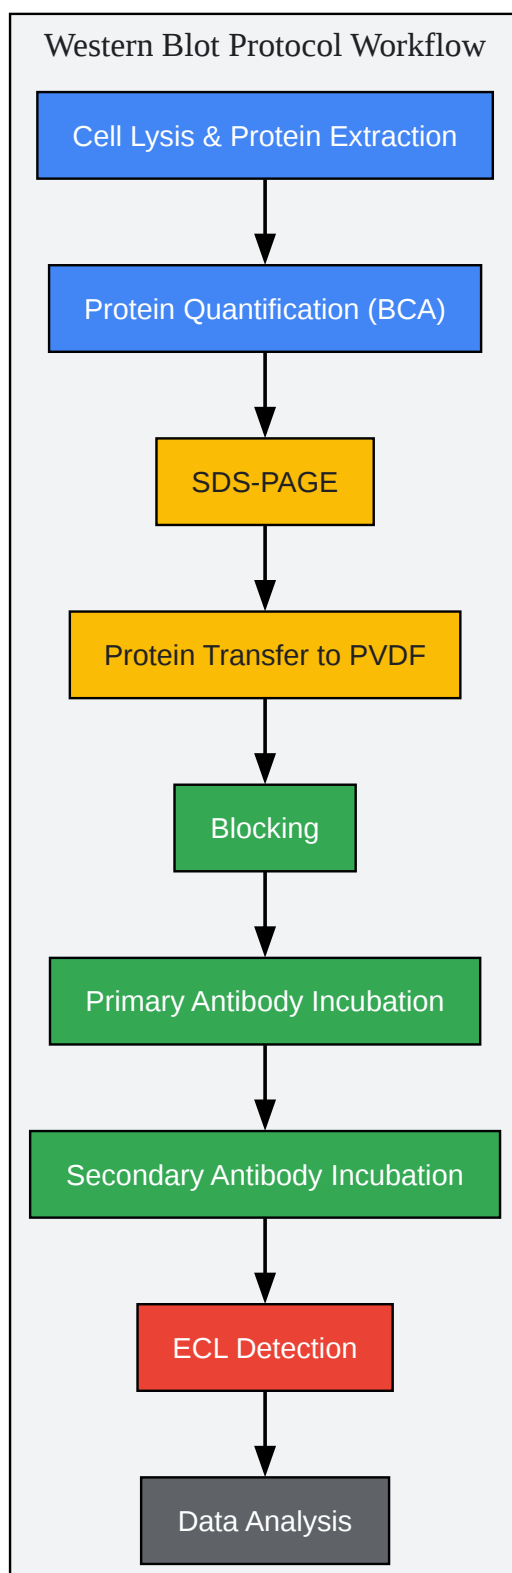 Western Blot Protocol Workflow
Cell Lysis & Protein Extraction
Protein Quantification (BCA)
SDS-PAGE
Protein Transfer to PVDF
Blocking
Primary Antibody Incubation
Secondary Antibody Incubation
ECL Detection
Data Analysis